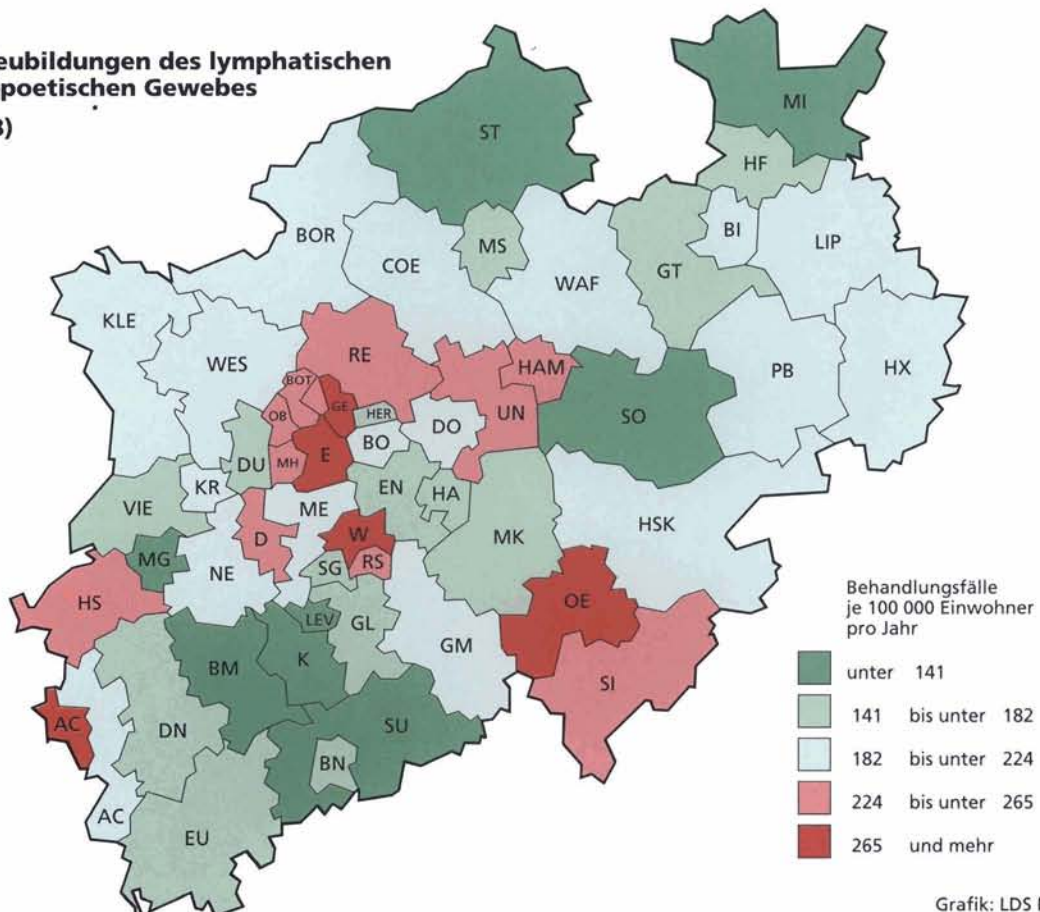 eubildungen des lymphatischen
poetischen Gewebes
3)
MI
ST
HF
BI
LIP
MS
BOR
COE
GT
WAF
KLE
RE
WES
HAM
PB
HX
BOT
GE
OB
HER
UN
SO
BO
DO
E
DU
MH
KR
EN
HA
VIE
ME
HSK
D
W
MK
MG
SG
RS
NE
HS
OE
LEV
GL
GM
BM
K
SI
AC
DN
SU
BN
AC
EU
Behandlungsfälle
je 100 000 Einwohner
pro Jahr
unter 141
141 bis unter 182
182 bis unter 224
224 bis unter 265
265 und mehr
Grafik: LDS